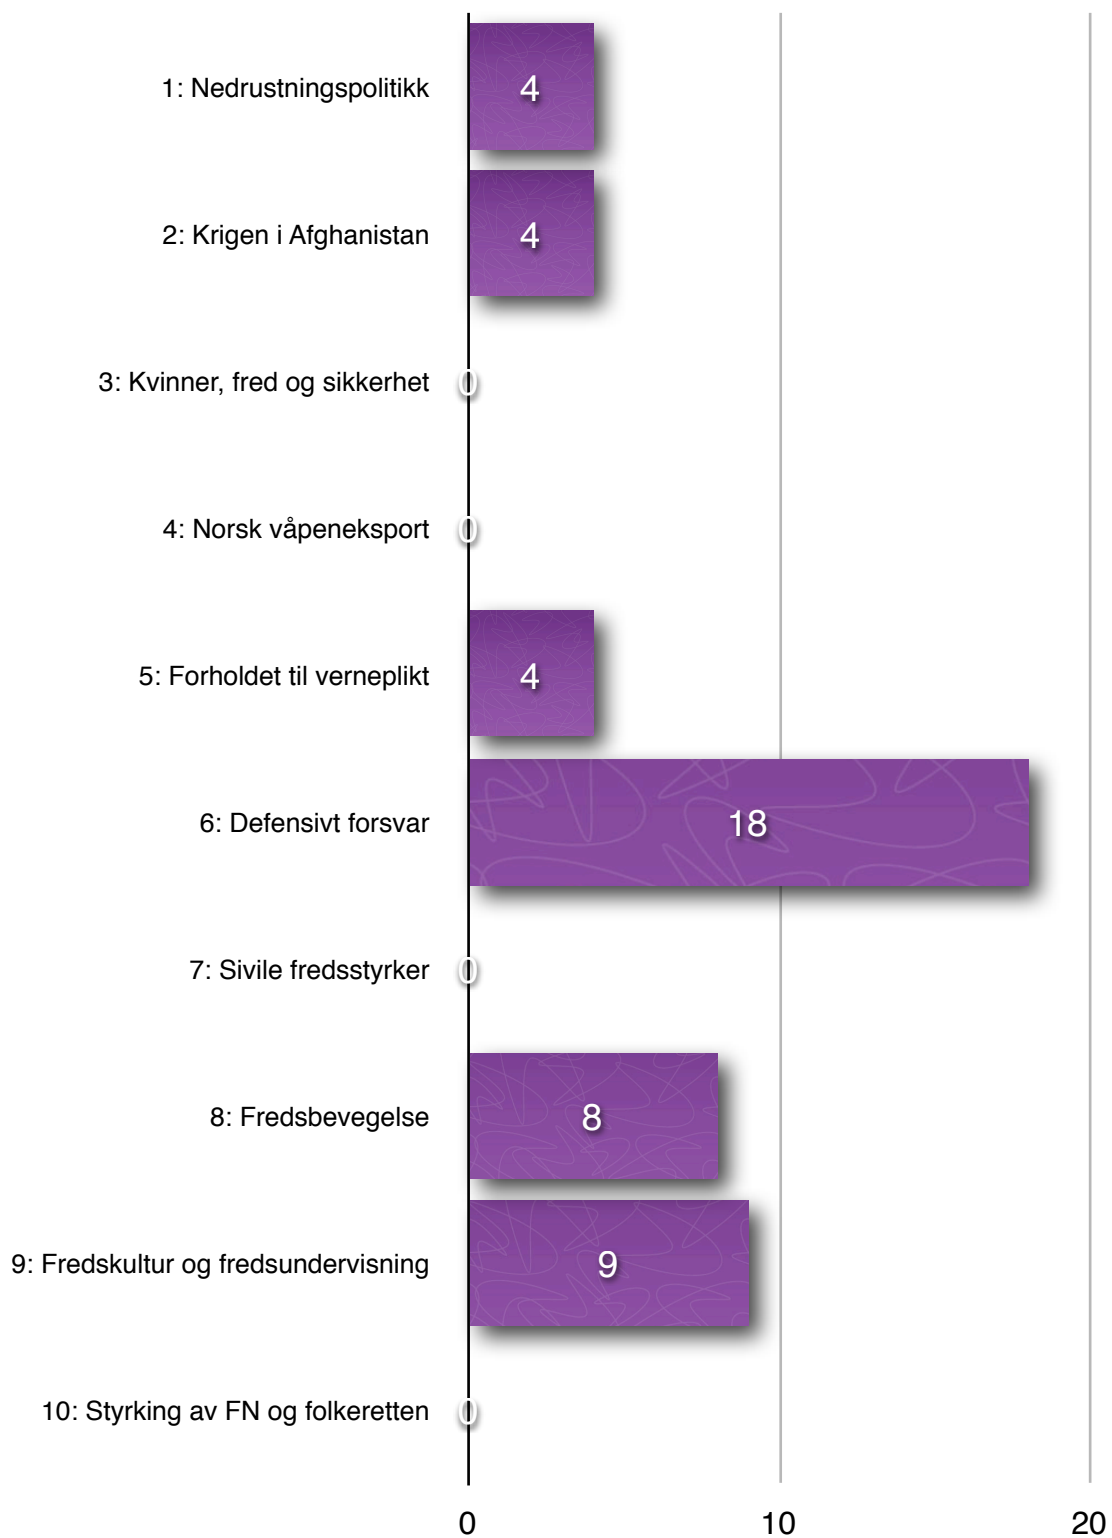 1: Nedrustningspolitikk 4
2: Krigen i Afghanistan 4
3: Kvinner, fred og sikkerhet 0
4: Norsk våpeneksport 0
5: Forholdet til verneplikt 4
6: Defensivt forsvar 18
7: Sivile fredsstyrker 0
8: Fredsbevegelse 8
9: Fredskultur og fredsundervisning 9
10: Styrking av FN og folkeretten 0
0 10 20